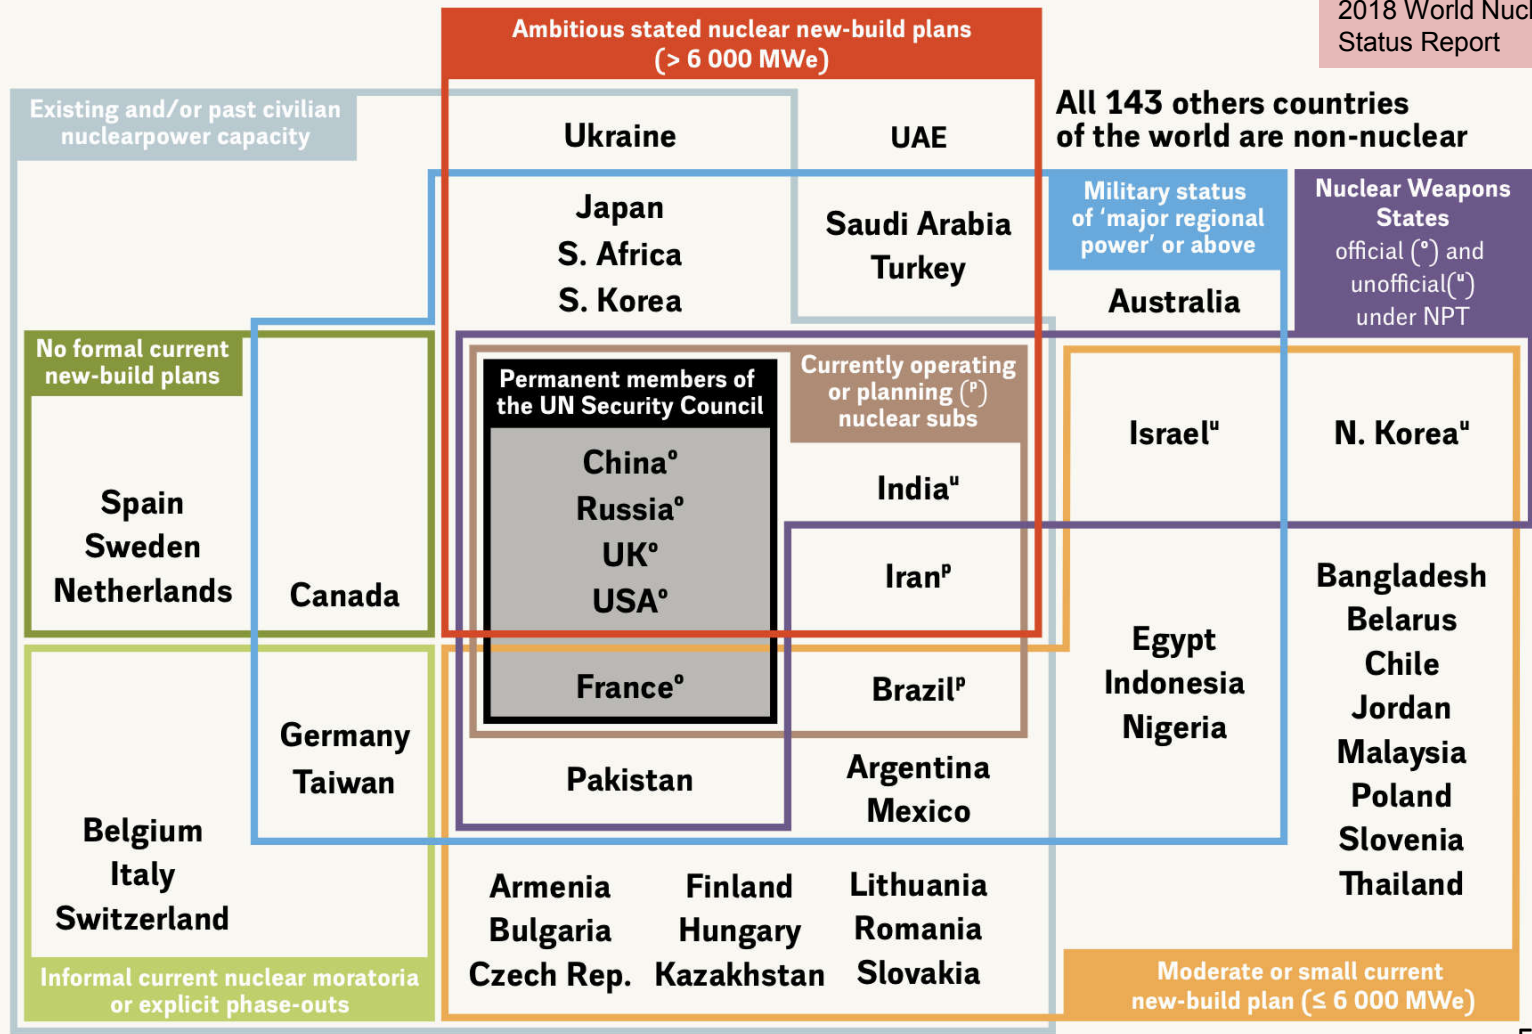 2018 World Nucl
Status Report
Ambitious stated nuclear new-build plans
(> 6 000 MWe)
Existing and/or past civilian
nuclearpower capacity
All 143 others countries
of the world are non-nuclear
Ukraine
UAE
Military status
of ‘major regional
power’ or above
Nuclear Weapons
States
official (°) and
unofficial(ᵘ)
under NPT
Japan
S. Africa
S. Korea
Saudi Arabia
Turkey
Australia
No formal current
new-build plans
Permanent members of
the UN Security Council
Currently operating
or planning (ᵖ)
nuclear subs
China°
Russia°
UK°
USA°
France°
Indiaᵘ
Iranᵖ
Brazilᵖ
Israelᵘ
N. Koreaᵘ
Spain
Sweden
Netherlands
Canada
Egypt
Indonesia
Nigeria
Bangladesh
Belarus
Chile
Jordan
Malaysia
Poland
Slovenia
Thailand
Germany
Taiwan
Pakistan
Argentina
Mexico
Belgium
Italy
Switzerland
Armenia
Bulgaria
Czech Rep.
Finland
Hungary
Kazakhstan
Lithuania
Romania
Slovakia
Informal current nuclear moratoria
or explicit phase-outs
Moderate or small current
new-build plan (≤ 6 000 MWe)